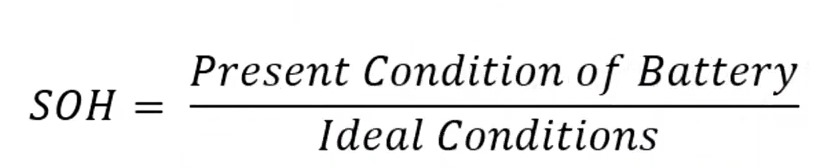 SOH = Present Condition of Battery
Ideal Conditions